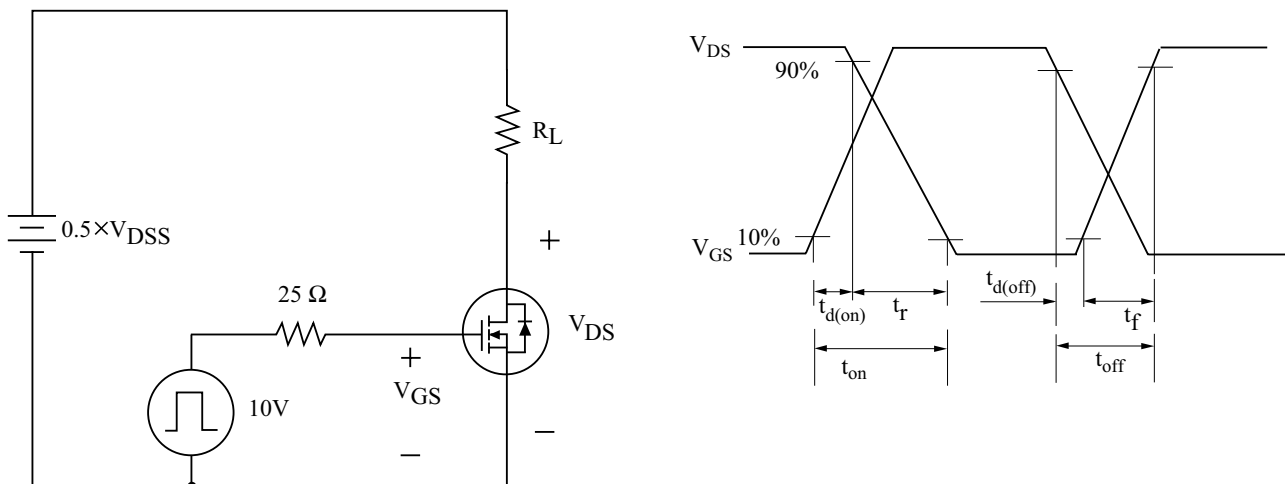 R_L
0.5×V_DSS
+
25 Ω
V_DS
+
V_GS
10V
−
−
V_DS
90%
V_GS
10%
t_d(on)
t_r
t_on
t_d(off)
t_f
t_off